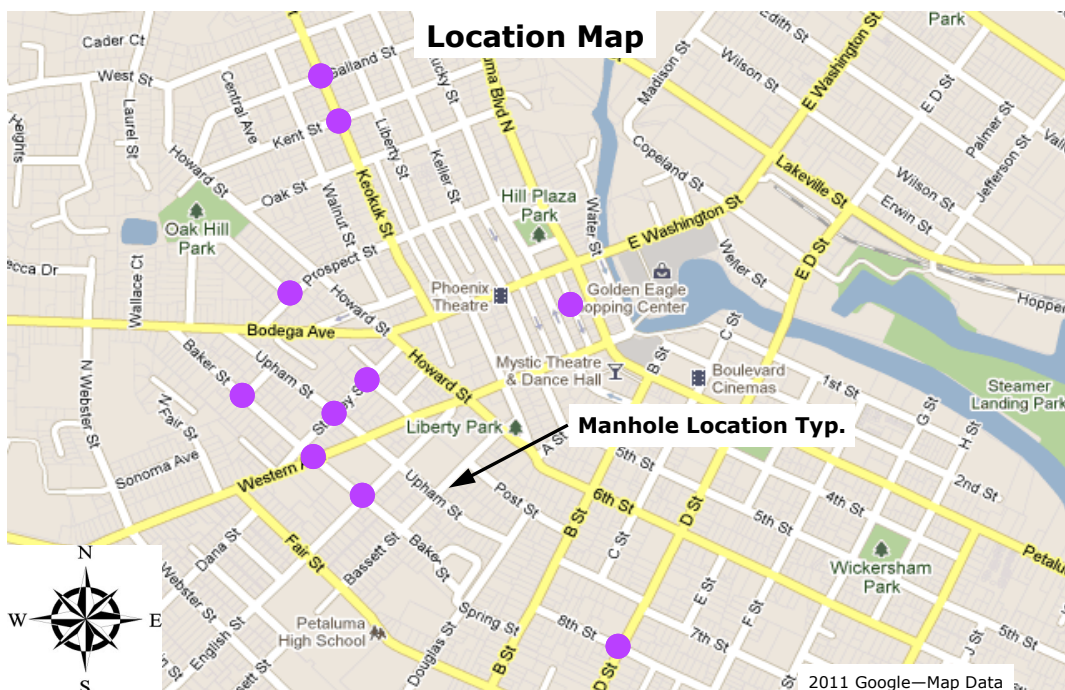 Location Map
Cader Ct
West St
Heights
Laurel St
Central Ave
Galland St
Kent St
Howard St
Oak St
Oak Hill
Park
Liberty St
Keller St
Keokuk St
Walnut St
Prospect St
Howard St
Wallace Ct
Bodega Ave
Blvd N
Hill Plaza
Park
Water St
E Washington St
Phoenix
Theatre
Golden Eagle
Mystic Theatre
& Dance Hall
Madison St
Copeland St
Edith St
Wilson St
E Washington St
Park
E D St
Palmer St
Jefferson St
Lakeville St
Wilson St
Erwin St
Weller St
E D St
Hopper
C St
B St
Boulevard
Cinemas
1st St
Steamer
Landing Park
G St
H St
2nd St
N Webster St
Baker St
Upham St
N Fair St
Sonoma Ave
Howard St
Liberty Park
A St
Manhole Location Typ.
Western
Upham St
Post St
5th St
6th St
4th St
5th St
D St
B St
C St
E St
F St
Wickersham
Park
Dana St
Fair St
Bassett St
Webster St
English St
Petaluma
High School
Douglas St
Spring St
8th St
7th St
B St
D St
J St
5th St
N
W
E
S
2011 Google—Map Data